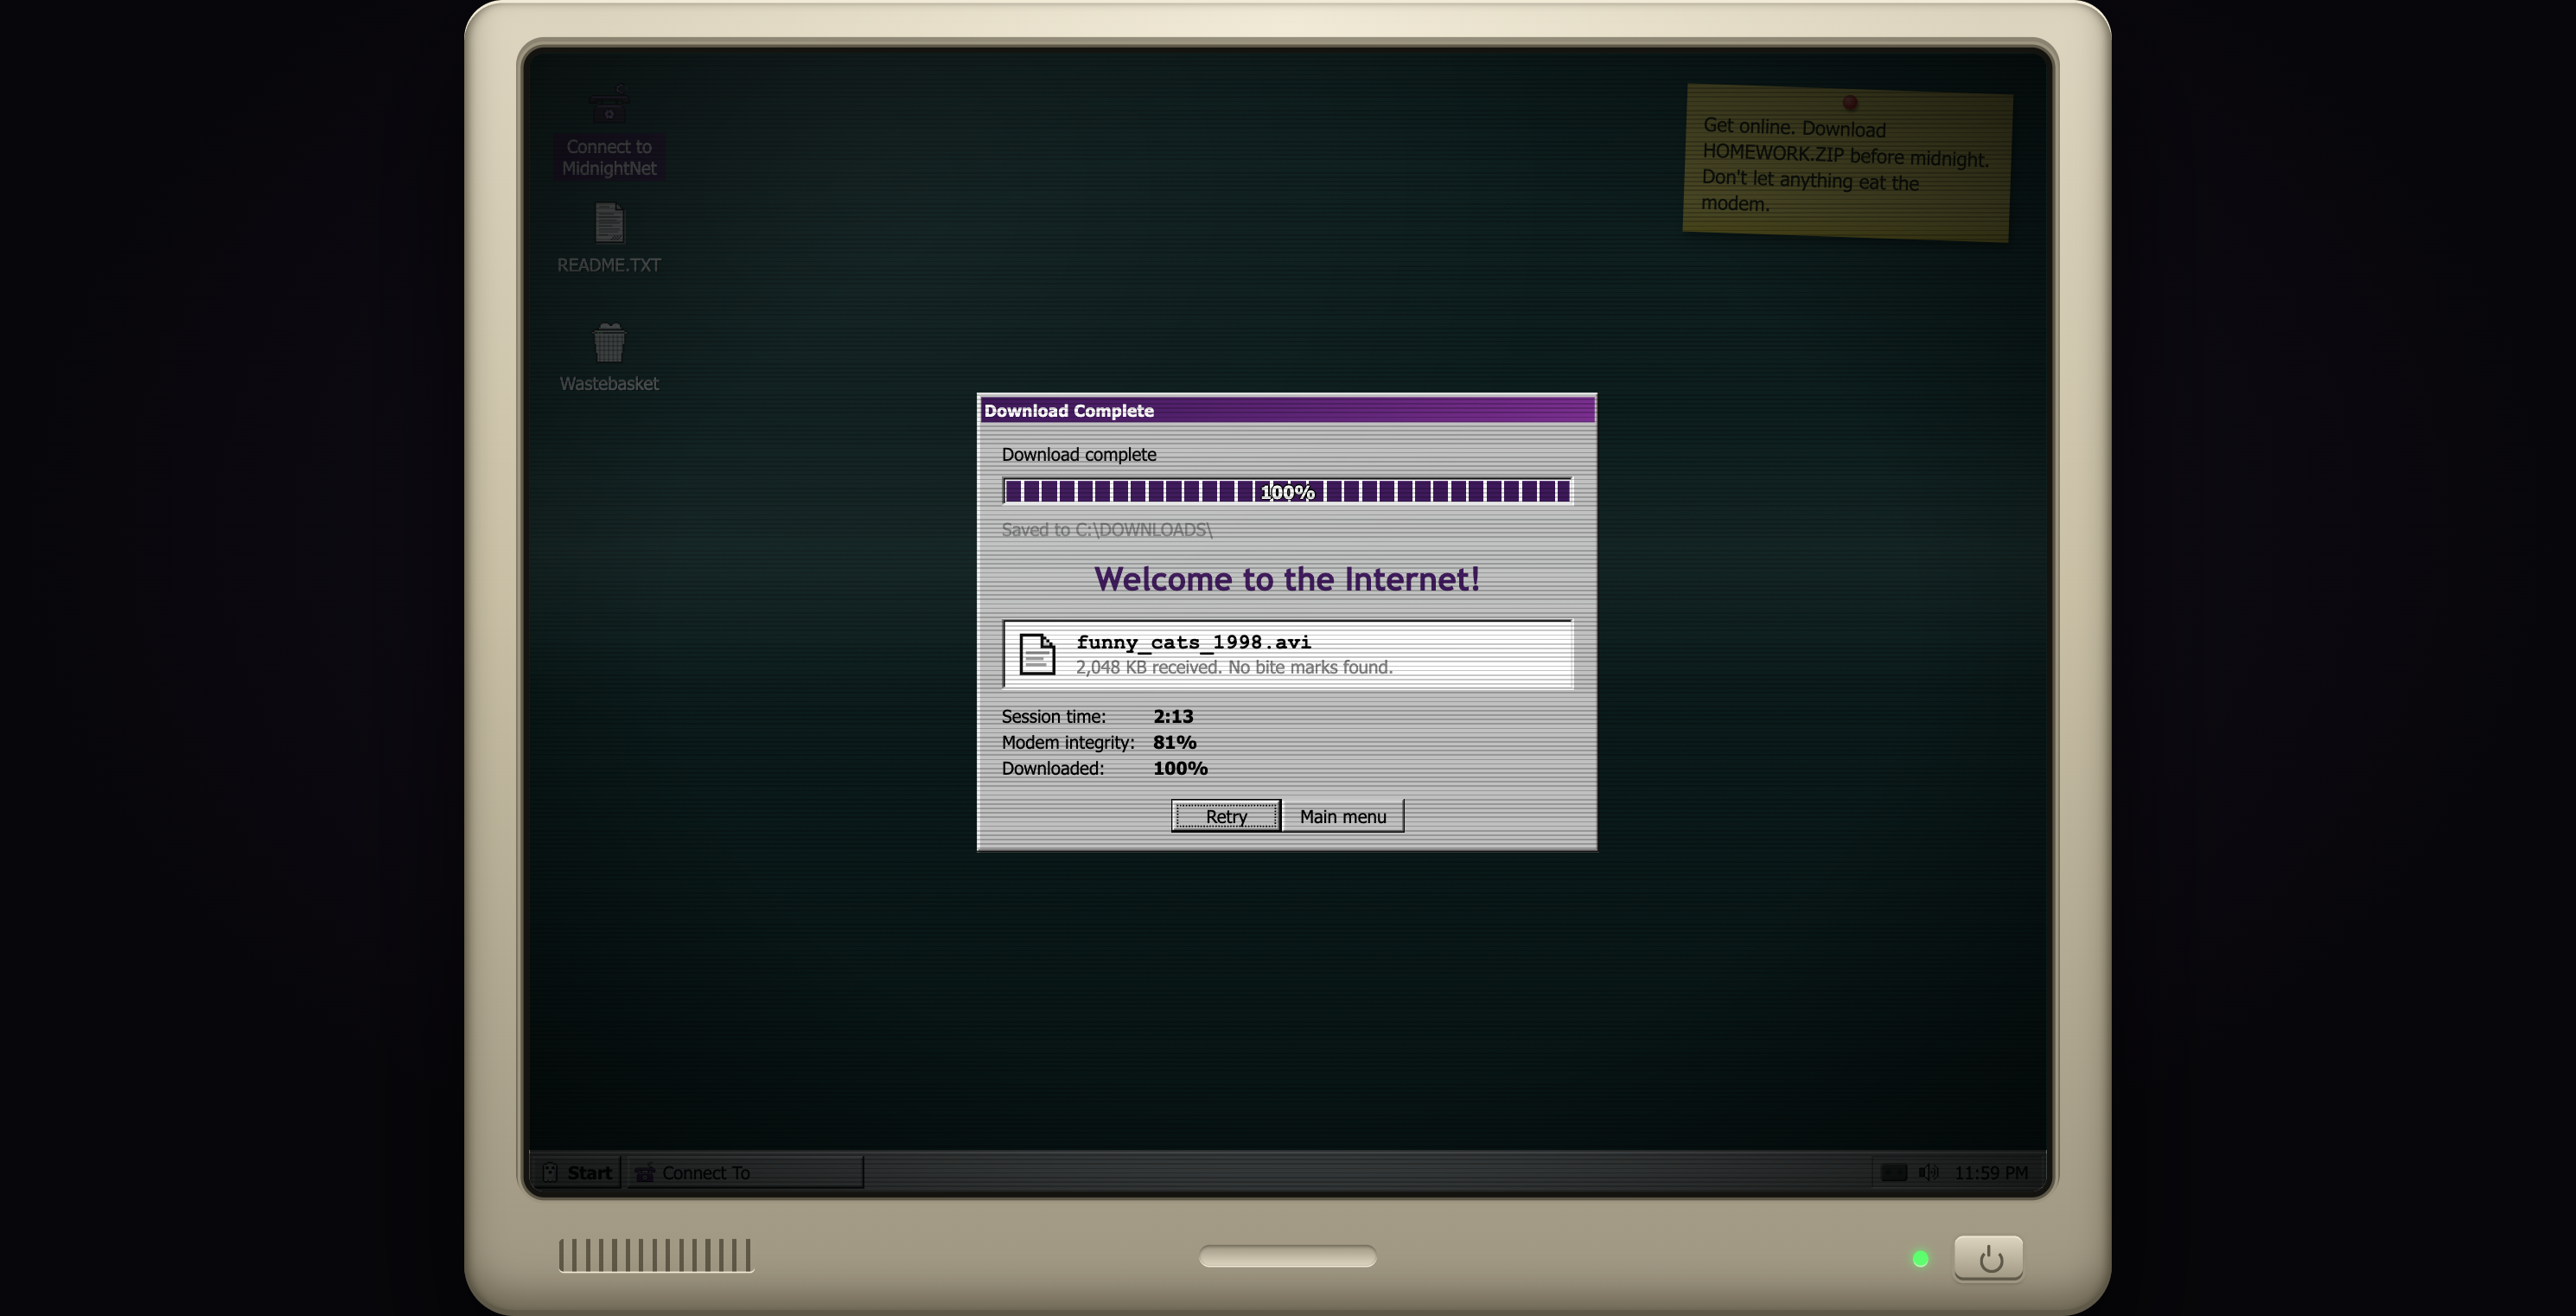 Connect to
MidnightNet
README.TXT
Wastebasket
Get online. Download
HOMEWORK.ZIP before midnight.
Don't let anything eat the
modem.
Download Complete
Download complete
100%
Saved to C:\DOWNLOADS\
Welcome to the Internet!
funny_cats_1998.avi
2,048 KB received. No bite marks found.
Session time: 2:13
Modem integrity: 81%
Downloaded: 100%
Retry Main menu
Start Connect To 11:59 PM